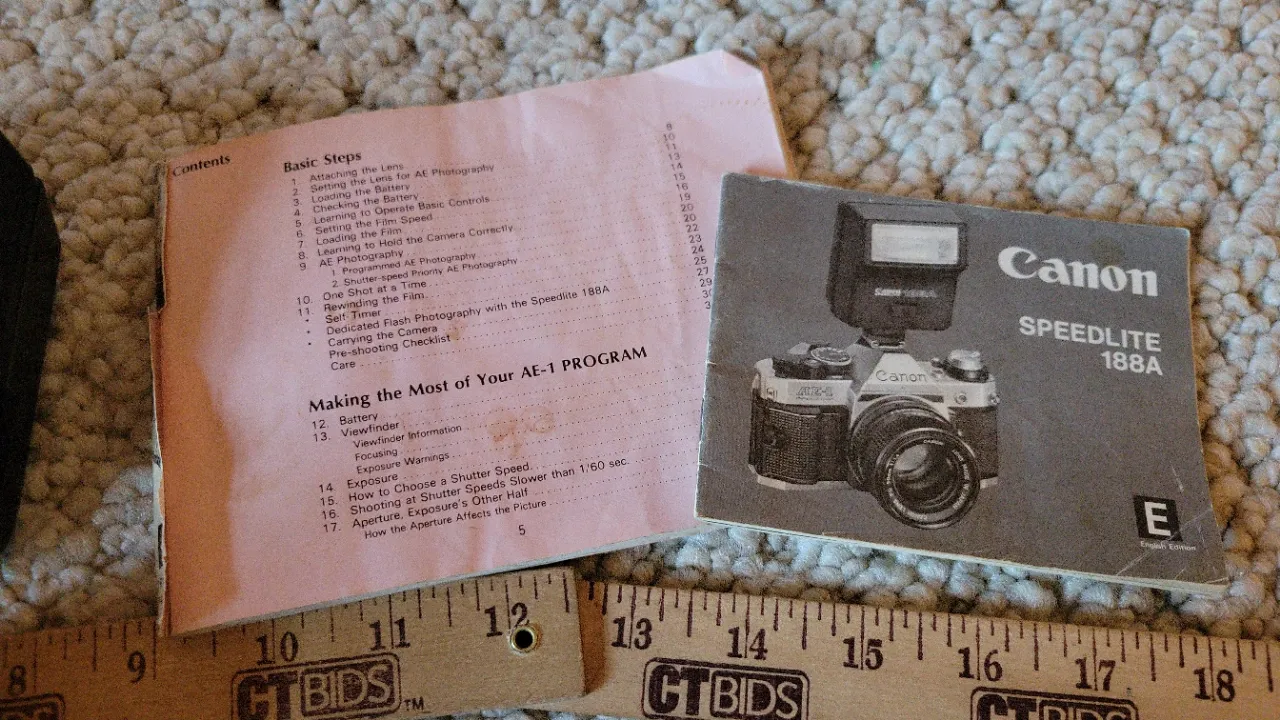 Contents
Basic Steps
1. Attaching the Lens
2. Setting the Lens for AE Photography
3. Loading the Battery
4. Checking the Battery
5. Learning to Operate Basic Controls
6. Setting the Film Speed
7. Loading the Film
8. Learning to Hold the Camera Correctly
9. AE Photography
1. Programmed AE Photography
2. Shutter-speed Priority AE Photography
10. One Shot at a Time
11. Rewinding the Film
• Self-Timer
• Dedicated Flash Photography with the Speedlite 188A
• Carrying the Camera
Pre-shooting Checklist
Care
8
10
11
13
14
15
16
19
20
20
22
23
24
25
27
29
Making the Most of Your AE-1 PROGRAM
12. Battery
13. Viewfinder
Viewfinder Information
Focusing
Exposure Warnings
14. Exposure
15. How to Choose a Shutter Speed
16. Shooting at Shutter Speeds Slower than 1/60 sec.
17. Aperture, Exposure's Other Half
How the Aperture Affects the Picture
5
Canon
SPEEDLITE
188A
Canon
AE-1
E
English Edition
8 9 10 11 12 13 14 15 16 17 18
CTBIDS™ CTBIDS CTBIDS